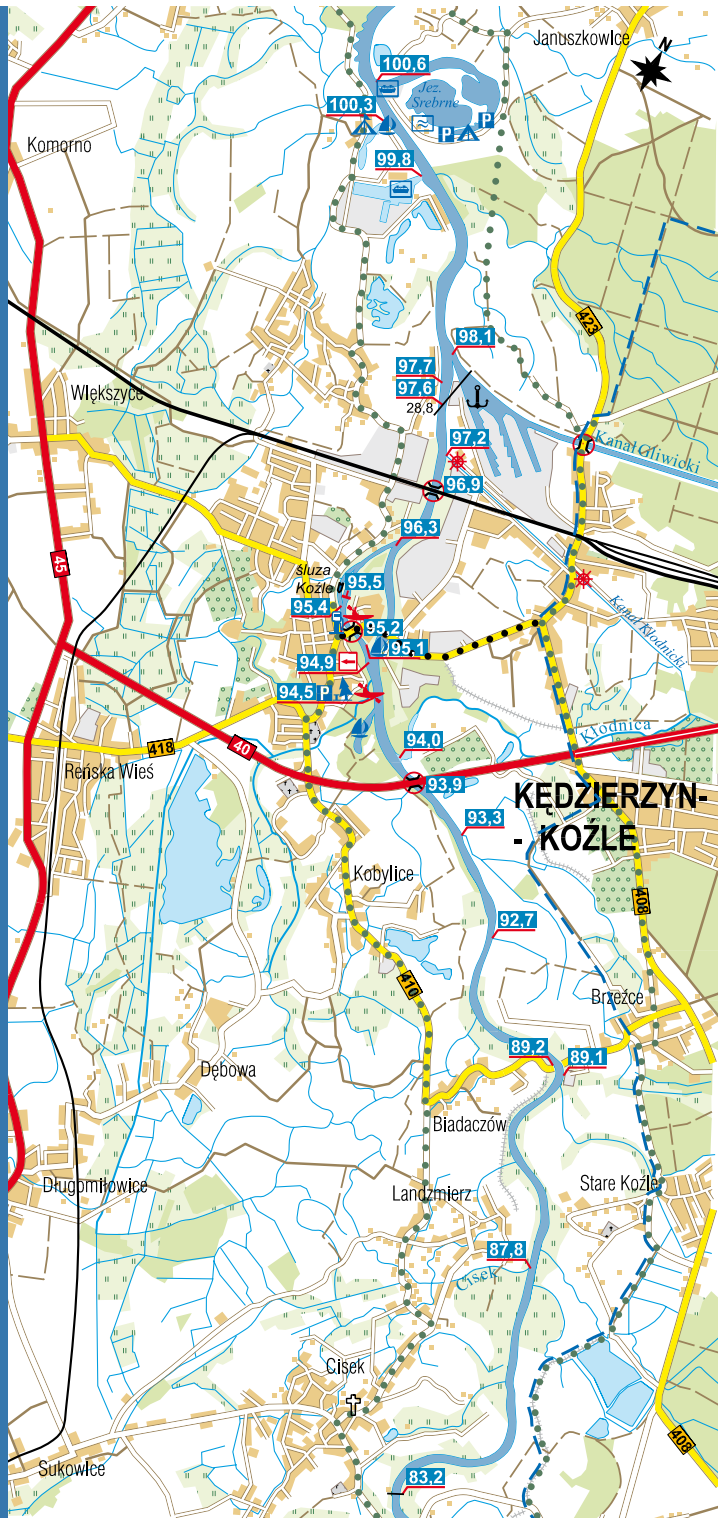 Januszkowice
N
100,6
Jez.
Srebrne
100,3
P
P
Komorno
99,8
423
98,1
97,7
97,6
28,8
Większyce
Kanał Gliwicki
97,2
96,9
96,3
45
śluza
Koźle
95,5
95,4
95,2
95,1
Kanał Kłodnicki
94,9
94,5
P
Kłodnica
418
40
94,0
Reńska Wieś
93,9
KĘDZIERZYN-
- KOŹLE
93,3
Kobylice
408
92,7
410
Brzeźce
89,2
89,1
Dębowa
Biadaczów
Długomiłowice
Landzmierz
Stare Koźle
87,8
Cisek
Cisek
408
Sukowice
83,2